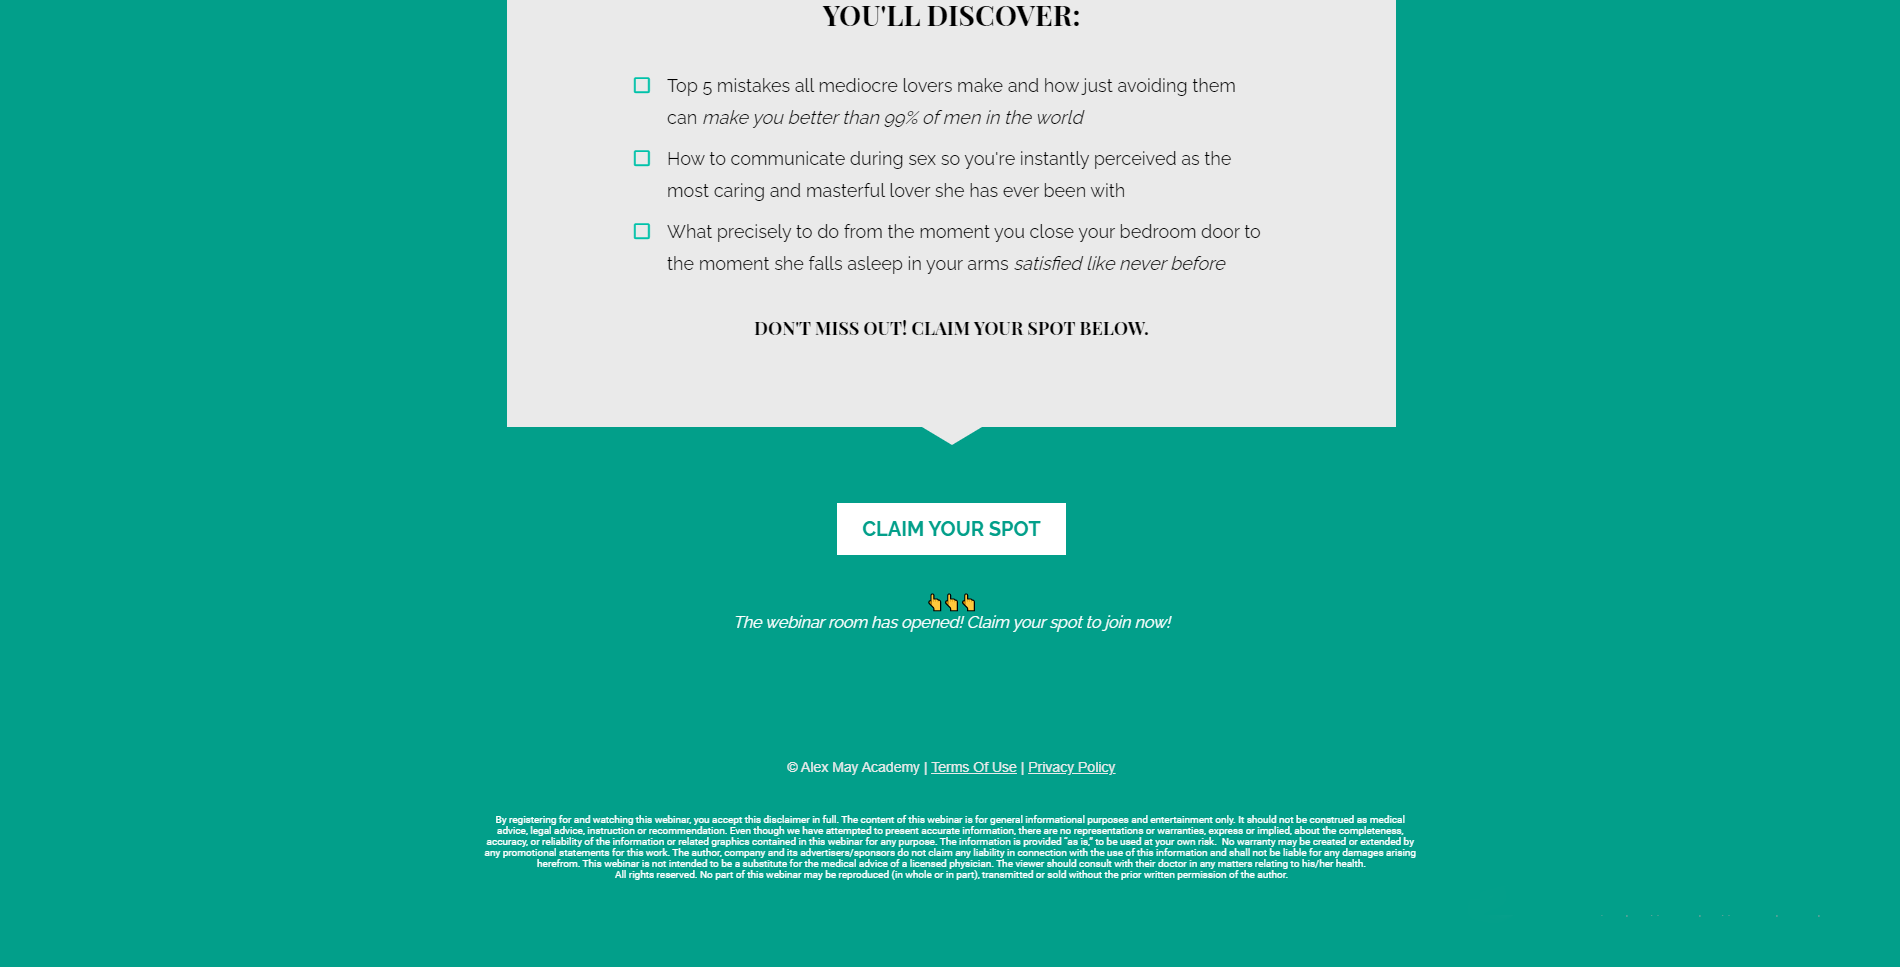 YOU'LL DISCOVER:
Top 5 mistakes all mediocre lovers make and how just avoiding them
can make you better than 99% of men in the world
How to communicate during sex so you're instantly perceived as the
most caring and masterful lover she has ever been with
What precisely to do from the moment you close your bedroom door to
the moment she falls asleep in your arms satisfied like never before
DON'T MISS OUT! CLAIM YOUR SPOT BELOW.
CLAIM YOUR SPOT
👆👆👆
The webinar room has opened! Claim your spot to join now!
© Alex May Academy | Terms Of Use | Privacy Policy
By registering for and watching this webinar, you accept this disclaimer in full. The content of this webinar is for general informational purposes and entertainment only. It should not be construed as medical
advice, legal advice, instruction or recommendation. Even though we have attempted to present accurate information, there are no representations or warranties, express or implied, about the completeness,
accuracy, or reliability of the information or related graphics contained in this webinar for any purpose. The information is provided “as is,” to be used at your own risk.  No warranty may be created or extended by
any promotional statements for this work. The author, company and its advertisers/sponsors do not claim any liability in connection with the use of this information and shall not be liable for any damages arising
herefrom. This webinar is not intended to be a substitute for the medical advice of a licensed physician. The viewer should consult with their doctor in any matters relating to his/her health.
All rights reserved. No part of this webinar may be reproduced (in whole or in part), transmitted or sold without the prior written permission of the author.